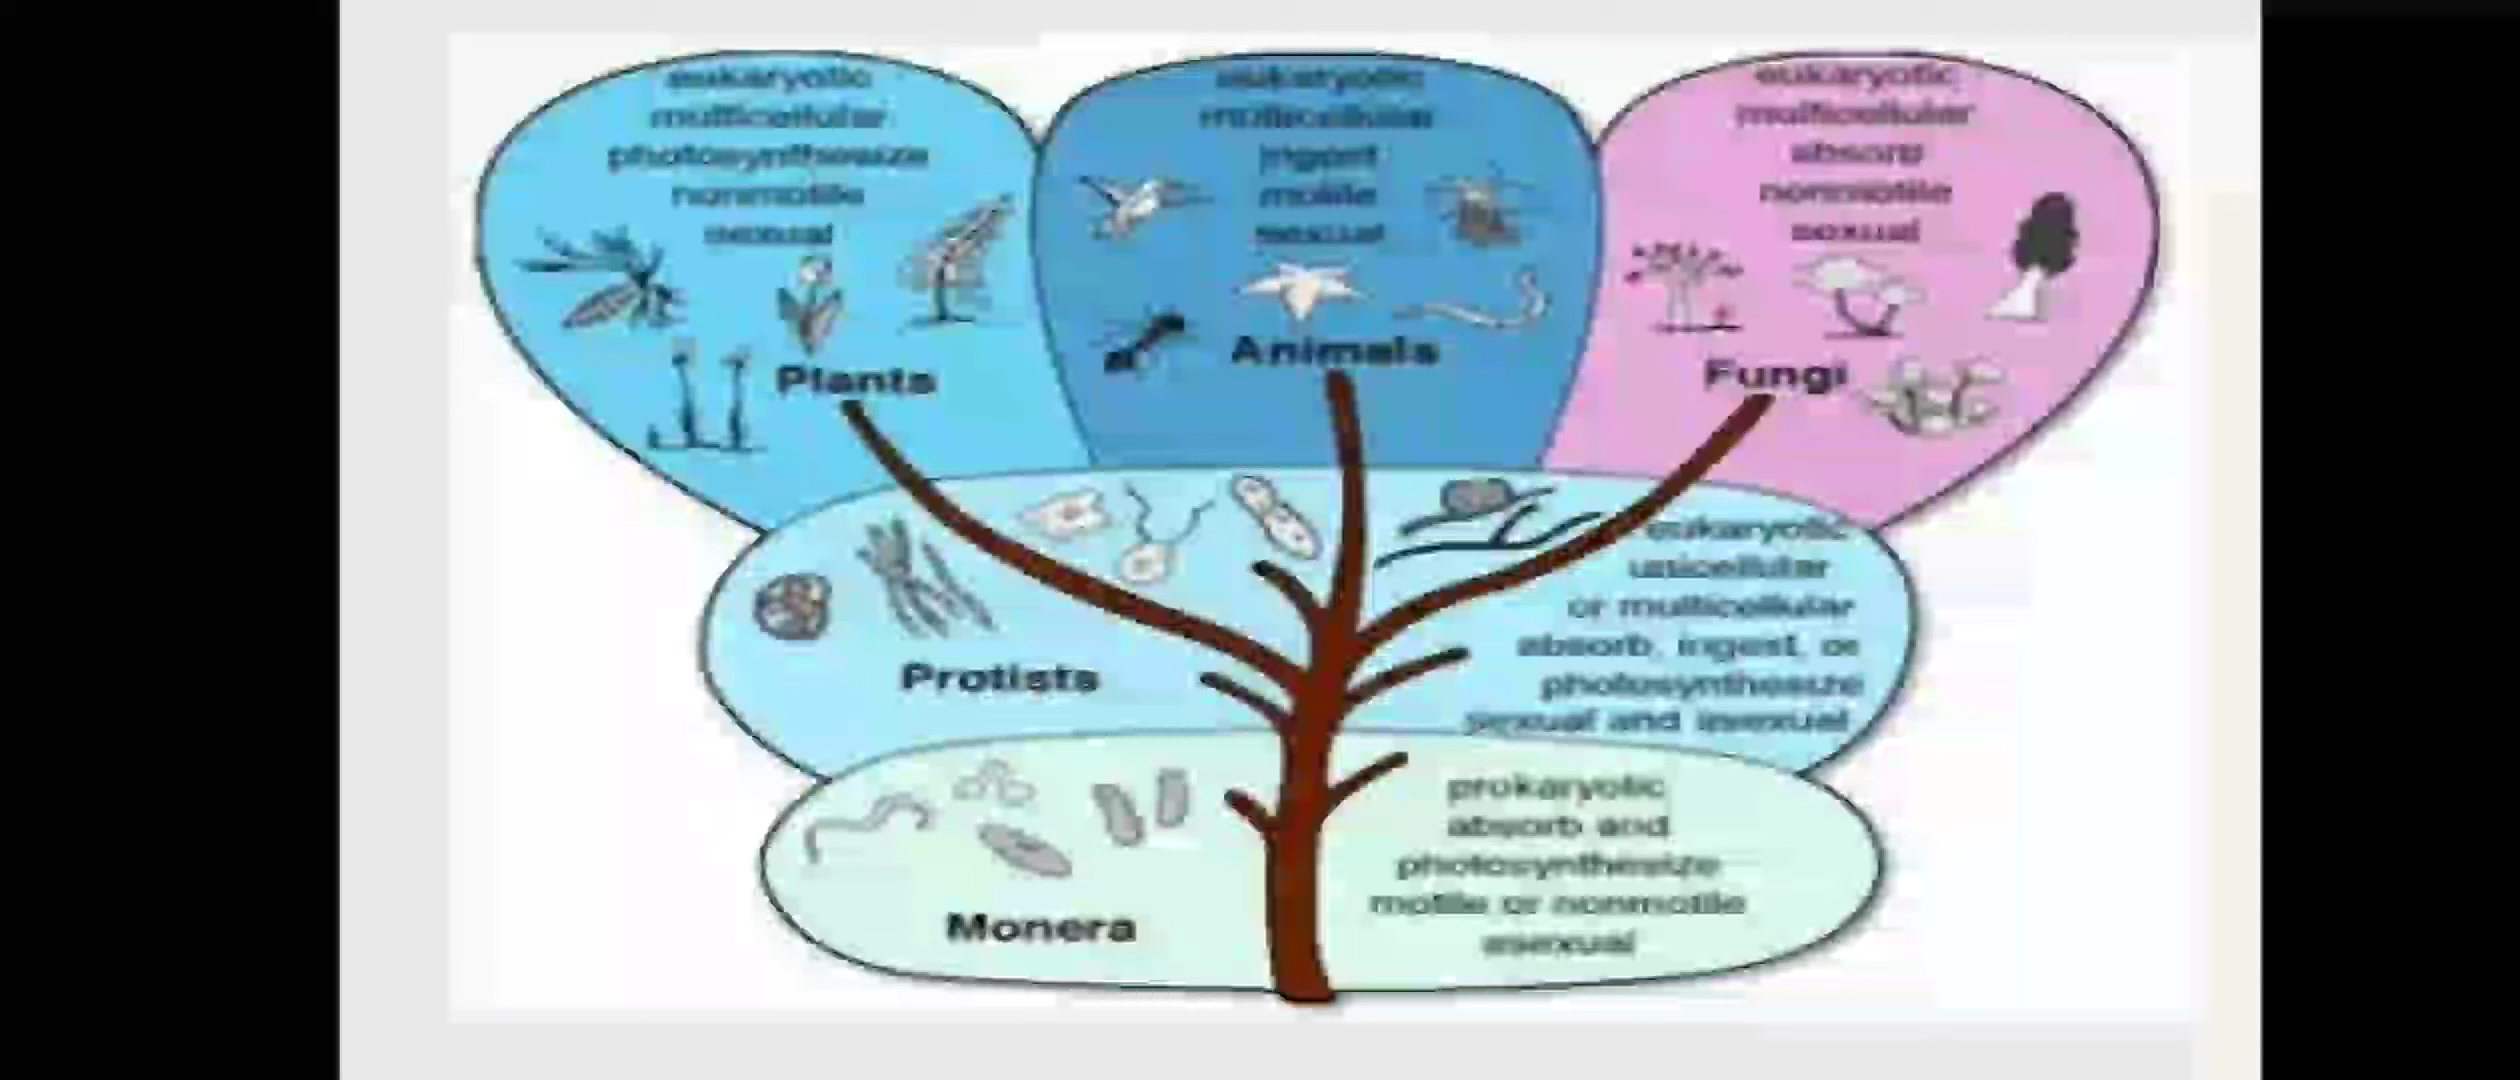 eukaryotic
multicellular
photosynthesize
nonmotile
sexual
Plants
eukaryotic
multicellular
ingest
motile
sexual
Animals
eukaryotic
multicellular
absorb
nonmotile
sexual
Fungi
eukaryotic
unicellular
or multicellular
absorb, ingest, or
photosynthesize
sexual and asexual
Protists
prokaryotic
absorb and
photosynthesize
motile or nonmotile
asexual
Monera